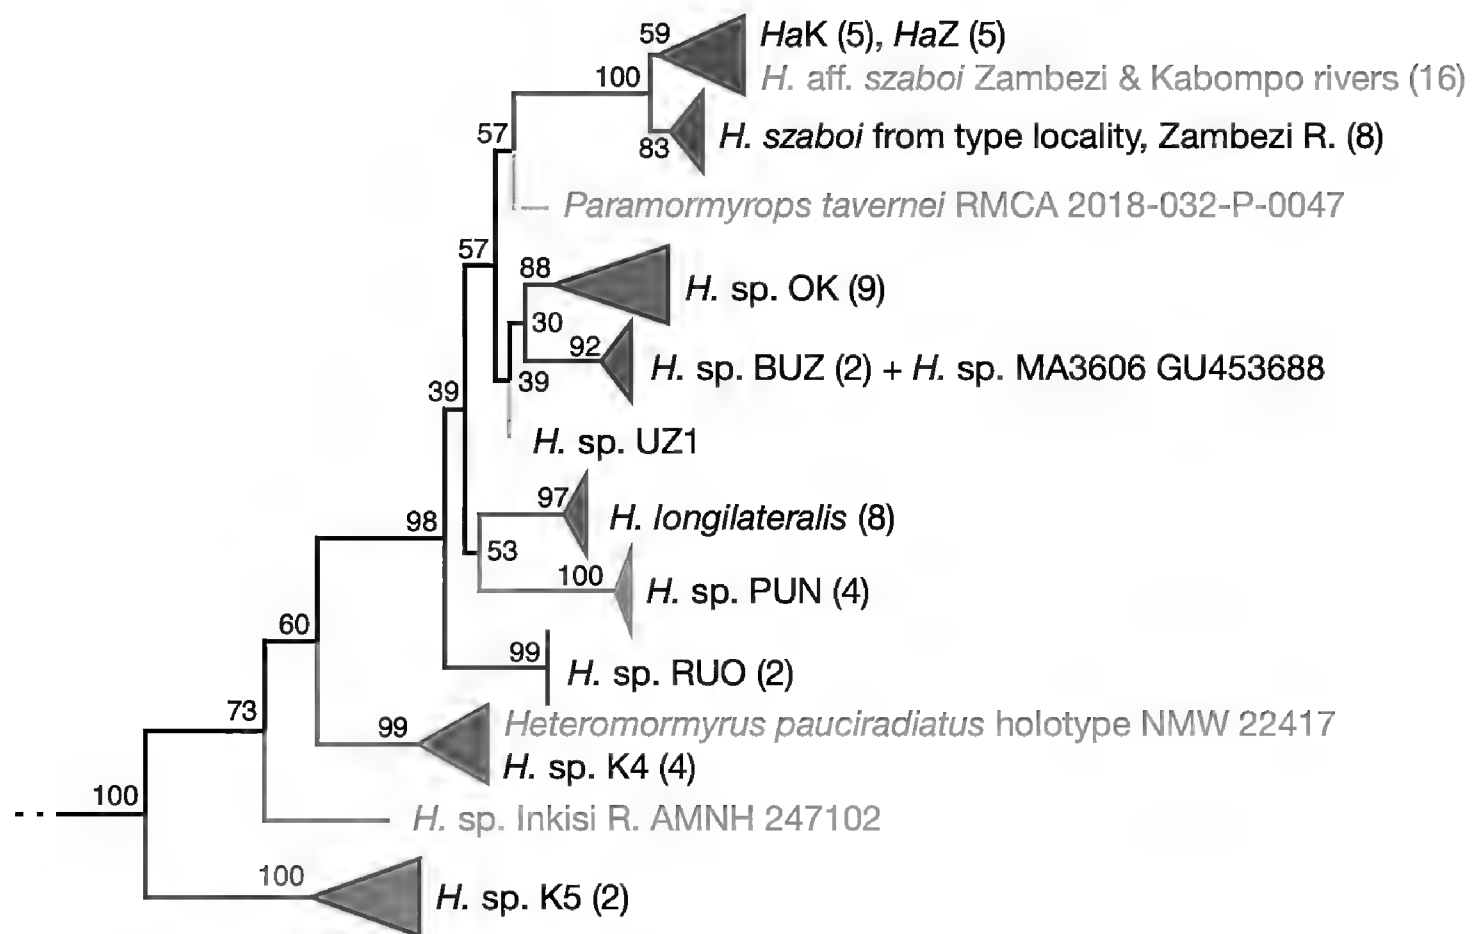 59
HaK (5), HaZ (5)
100
H. aff. szaboi Zambezi & Kabompo rivers (16)
57
83
H. szaboi from type locality, Zambezi R. (8)
Paramormyrops tavernei RMCA 2018-032-P-0047
57
88
H. sp. OK (9)
30
92
H. sp. BUZ (2) + H. sp. MA3606 GU453688
39
39
H. sp. UZ1
97
H. longilateralis (8)
98
53
100
H. sp. PUN (4)
60
99
H. sp. RUO (2)
73
99
Heteromormyrus pauciradiatus holotype NMW 22417
H. sp. K4 (4)
100
H. sp. Inkisi R. AMNH 247102
100
H. sp. K5 (2)